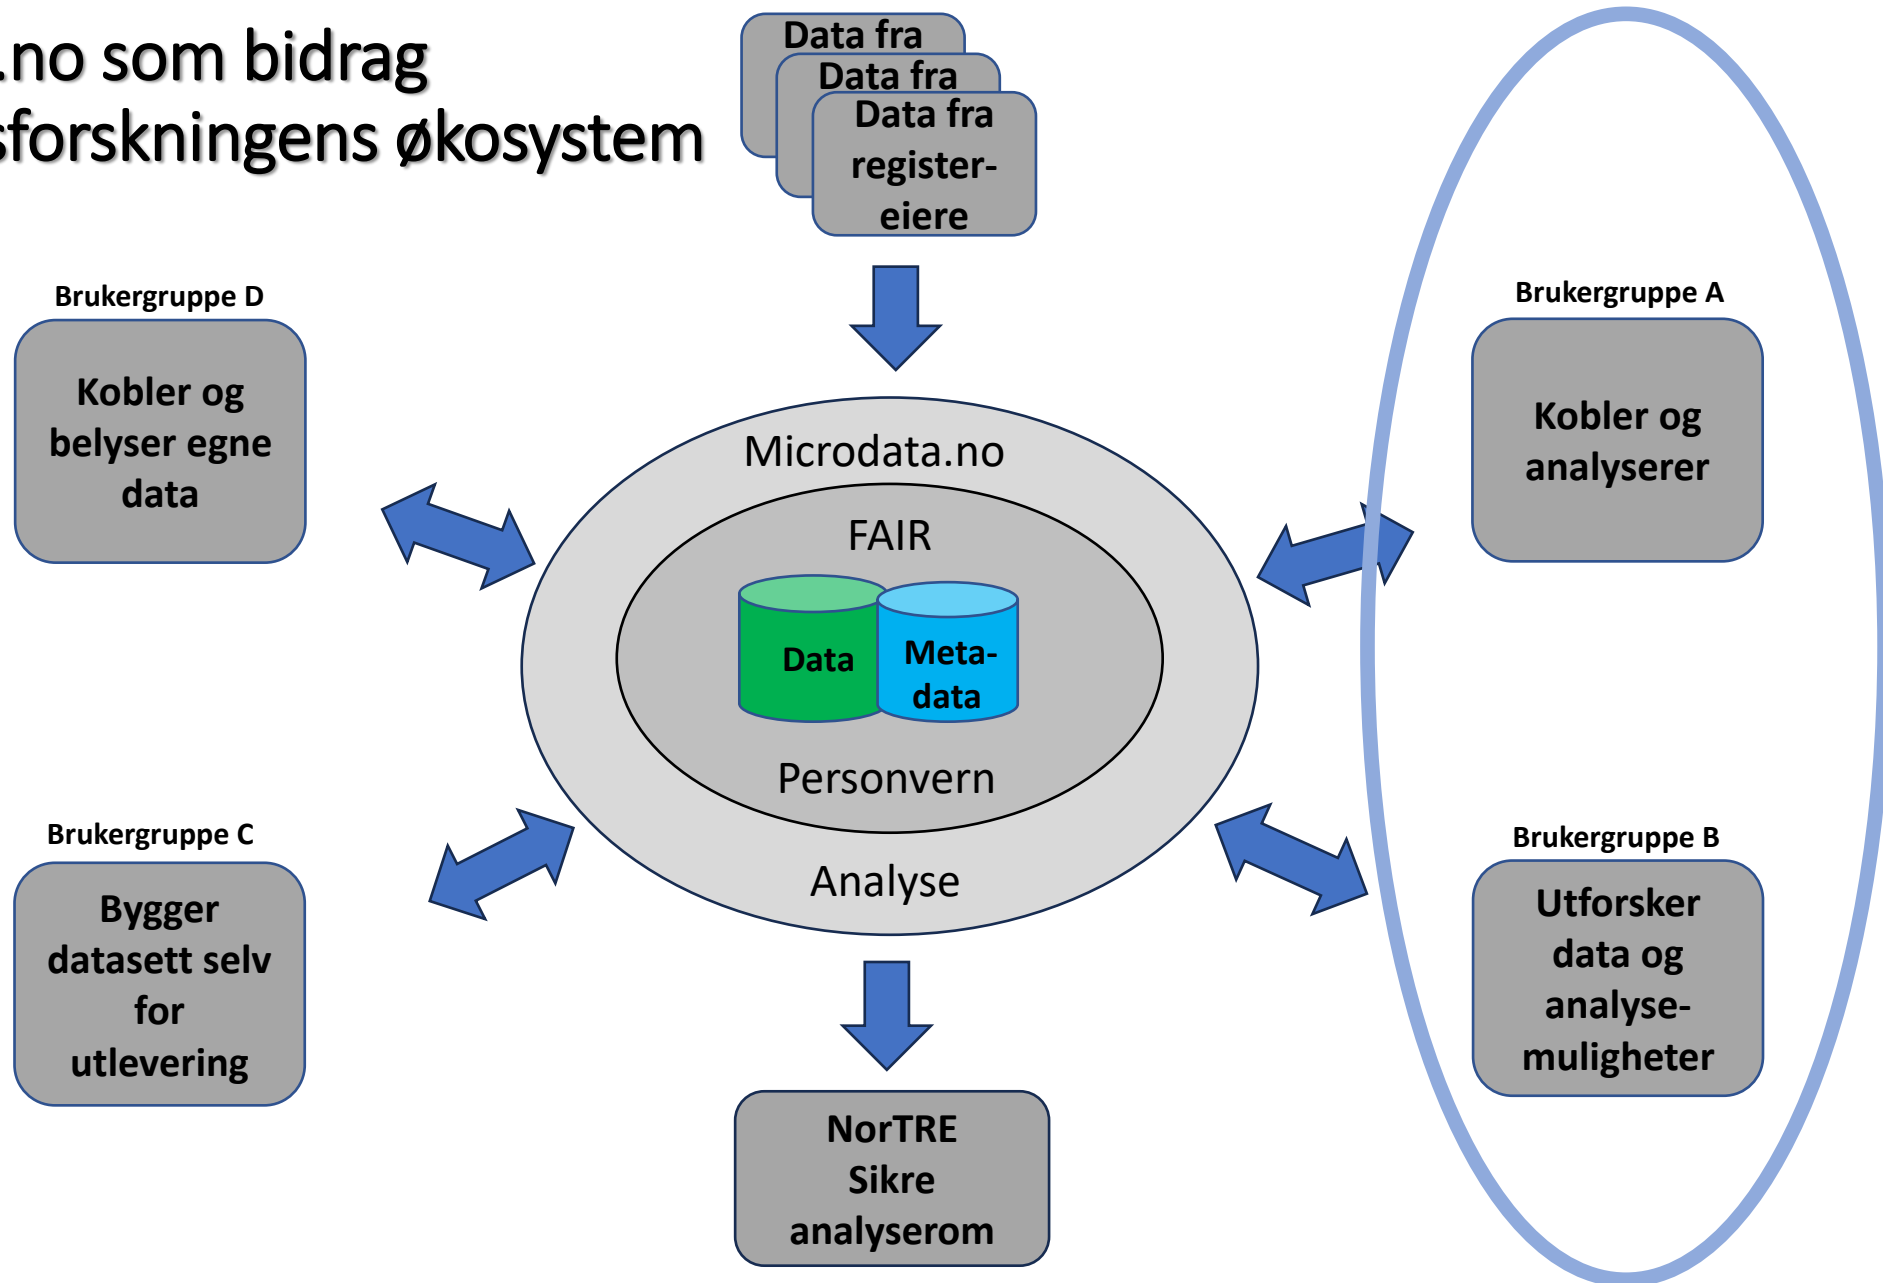 .no som bidrag
sforskningens økosystem
Data fra
Data fra
Data fra
register-
eiere
Brukergruppe D
Kobler og
belyser egne
data
Brukergruppe A
Kobler og
analyserer
Microdata.no
FAIR
Data
Meta-
data
Personvern
Analyse
Brukergruppe C
Bygger
datasett selv
for
utlevering
Brukergruppe B
Utforsker
data og
analyse-
muligheter
NorTRE
Sikre
analyserom